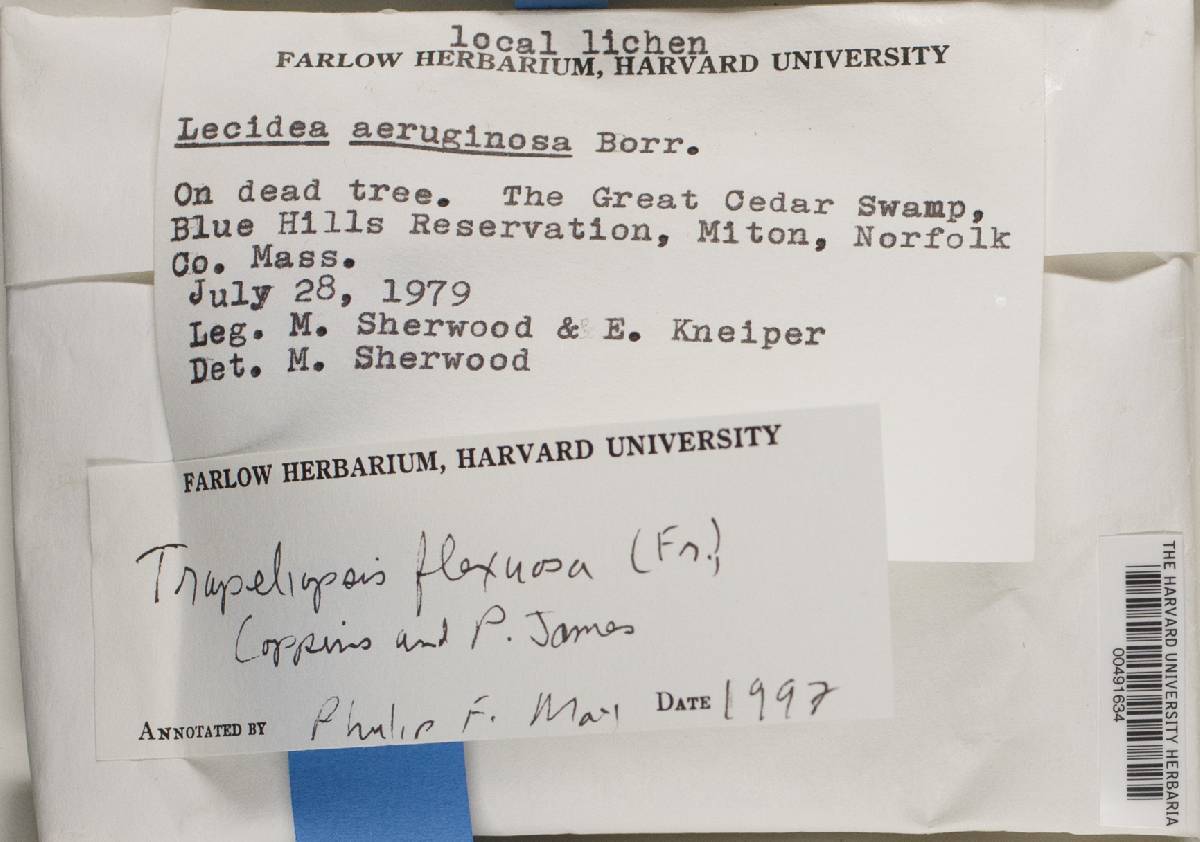 local lichen
FARLOW HERBARIUM, HARVARD UNIVERSITY
Lecidea aeruginosa Borr.
On dead tree. The Great Cedar Swamp,
Blue Hills Reservation, Miton, Norfolk
Co. Mass.
July 28, 1979
Leg. M. Sherwood & E. Kneiper
Det. M. Sherwood
FARLOW HERBARIUM, HARVARD UNIVERSITY
Trapeliopsis flexuosa (Fr.)
Coppins and P. James
ANNOTATED BY Philip F. May DATE 1997
THE HARVARD UNIVERSITY HERBARIA
00491634